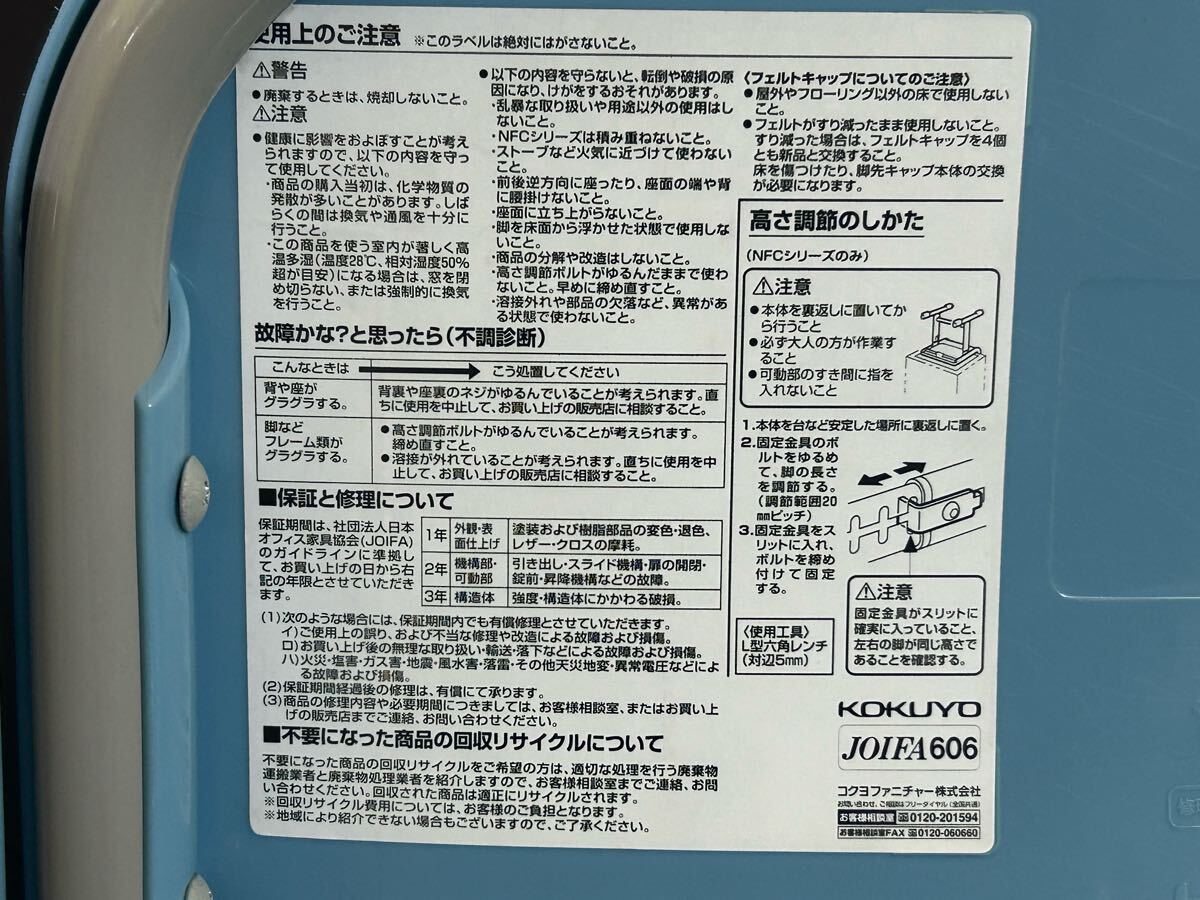 使用上のご注意 ※このラベルは絶対にはがさないこと。
⚠警告
●廃棄するときは、焼却しないこと。
⚠注意
●健康に影響をおよぼすことが考え
られますので、以下の内容を守っ
て使用してください。
・商品の購入当初は、化学物質の
発散が多いことがあります。しば
らくの間は換気や通風を十分に
行うこと。
・この商品を使う室内が著しく高
温多湿(温度28℃、相対湿度50%
超が目安)になる場合は、窓を閉
め切らない、または強制的に換気
を行うこと。
●以下の内容を守らないと、転倒や破損の原
因になり、けがをするおそれがあります。
・乱暴な取り扱いや用途以外の使用はし
ないこと。
・NFCシリーズは積み重ねないこと。
・ストーブなど火気に近づけて使わない
こと。
・前後逆方向に座ったり、座面の端や背
に腰掛けないこと。
・座面に立ち上がらないこと。
・脚を床面から浮かせた状態で使用しな
いこと。
・商品の分解や改造はしないこと。
・高さ調節ボルトがゆるんだままで使わ
ないこと。早めに締め直すこと。
・溶接外れや部品の欠落など、異常があ
る状態で使わないこと。
〈フェルトキャップについてのご注意〉
●屋外やフローリング以外の床で使用しない
こと。
●フェルトがすり減ったまま使用しないこと。
すり減った場合は、フェルトキャップを4個
とも新品と交換すること。
床を傷つけたり、脚先キャップ本体の交換
が必要になります。
故障かな?と思ったら(不調診断)
こんなときは こう処置してください
背や座が
グラグラする。
背裏や座裏のネジがゆるんでいることが考えられます。直
ちに使用を中止して、お買い上げの販売店に相談すること。
脚など
フレーム類が
グラグラする。
●高さ調節ボルトがゆるんでいることが考えられます。
締め直すこと。
●溶接が外れていることが考えられます。直ちに使用を中
止して、お買い上げの販売店に相談すること。
■保証と修理について
保証期間は、社団法人日本
オフィス家具協会(JOIFA)
のガイドラインに準拠し
て、お買い上げの日から右
記の年限とさせていただき
ます。
1年 外観・表
面仕上げ 塗装および樹脂部品の変色・退色、
レザー・クロスの摩耗。
2年 機構部・
可動部 引き出し・スライド機構・扉の開閉・
錠前・昇降機構などの故障。
3年 構造体 強度・構造体にかかわる破損。
(1)次のような場合には、保証期間内でも有償修理とさせていただきます。
イ)ご使用上の誤り、および不当な修理や改造による故障および損傷。
ロ)お買い上げ後の無理な取り扱い・輸送・落下などによる故障および損傷。
ハ)火災・塩害・ガス害・地震・風水害・落雷・その他天災地変・異常電圧などによ
る故障および損傷。
(2)保証期間経過後の修理は、有償にて承ります。
(3)商品の修理内容や必要期間につきましては、お客様相談室、またはお買い上
げの販売店までご連絡、お問い合わせください。
■不要になった商品の回収リサイクルについて
不要になった商品の回収リサイクルをご希望の方は、適切な処理を行う廃棄物
運搬業者と廃棄物処理業者を紹介しますので、お客様相談室までご連絡、お問
い合わせください。回収された商品は適正にリサイクルされます。
※回収リサイクル費用については、お客様のご負担となります。
※地域により紹介できない場合もございますので、ご了承ください。
高さ調節のしかた
(NFCシリーズのみ)
⚠注意
●本体を裏返しに置いてか
ら行うこと
●必ず大人の方が作業す
ること
●可動部のすき間に指を
入れないこと
1.本体を台など安定した場所に裏返しに置く。
2.固定金具のボ
ルトをゆるめ
て、脚の長さ
を調節する。
(調節範囲20
㎜ピッチ)
3.固定金具をス
リットに入れ、
ボルトを締め
付けて固定
する。
⚠注意
固定金具がスリットに
確実に入っていること、
左右の脚が同じ高さで
あることを確認する。
〈使用工具〉
L型六角レンチ
(対辺5mm)
KOKUYO
JOIFA606
コクヨファニチャー株式会社
お問い合わせ、ご相談はフリーダイヤル(全国共通)
お客様相談室 0120-201594
お客様相談室FAX 0120-060660